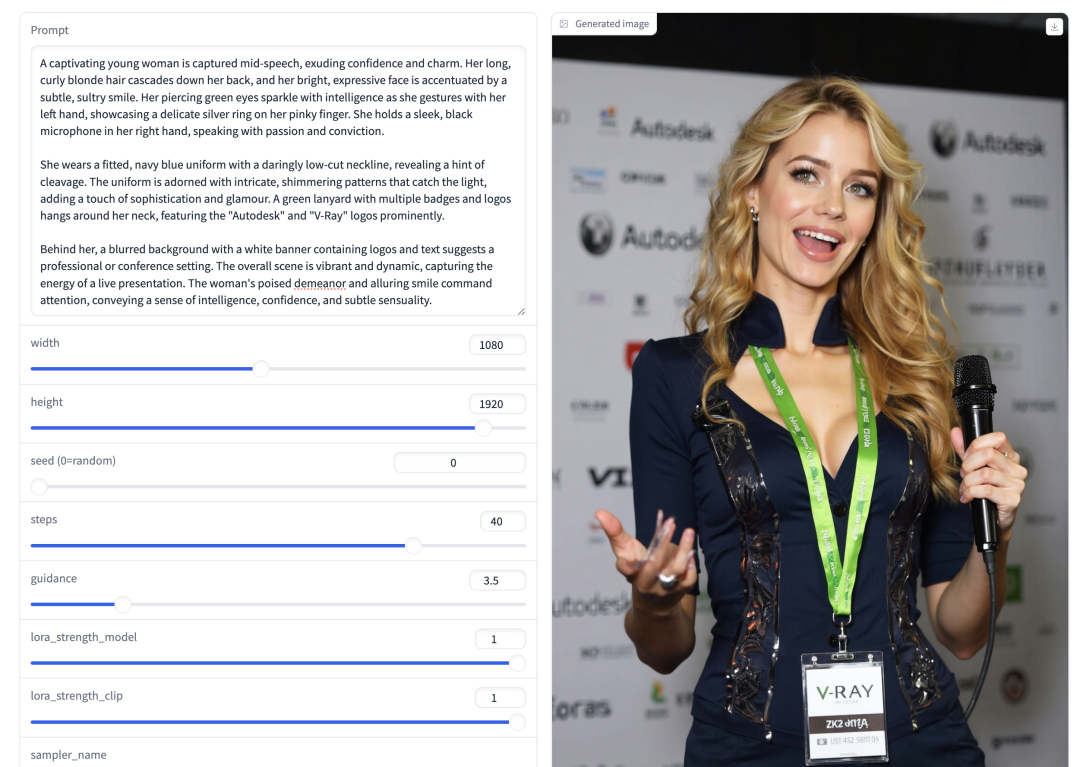 Prompt
A captivating young woman is captured mid-speech, exuding confidence and charm. Her long,
curly blonde hair cascades down her back, and her bright, expressive face is accentuated by a
subtle, sultry smile. Her piercing green eyes sparkle with intelligence as she gestures with her
left hand, showcasing a delicate silver ring on her pinky finger. She holds a sleek, black
microphone in her right hand, speaking with passion and conviction.
She wears a fitted, navy blue uniform with a daringly low-cut neckline, revealing a hint of
cleavage. The uniform is adorned with intricate, shimmering patterns that catch the light,
adding a touch of sophistication and glamour. A green lanyard with multiple badges and logos
hangs around her neck, featuring the "Autodesk" and "V-Ray" logos prominently.
Behind her, a blurred background with a white banner containing logos and text suggests a
professional or conference setting. The overall scene is vibrant and dynamic, capturing the
energy of a live presentation. The woman's poised demeanor and alluring smile command
attention, conveying a sense of intelligence, confidence, and subtle sensuality.
width
1080
height
1920
seed (0=random)
0
steps
40
guidance
3.5
lora_strength_model
1
lora_strength_clip
1
sampler_name
Generated image
Autodesk
Autodesk
Autodes
utodesk
V-RAY